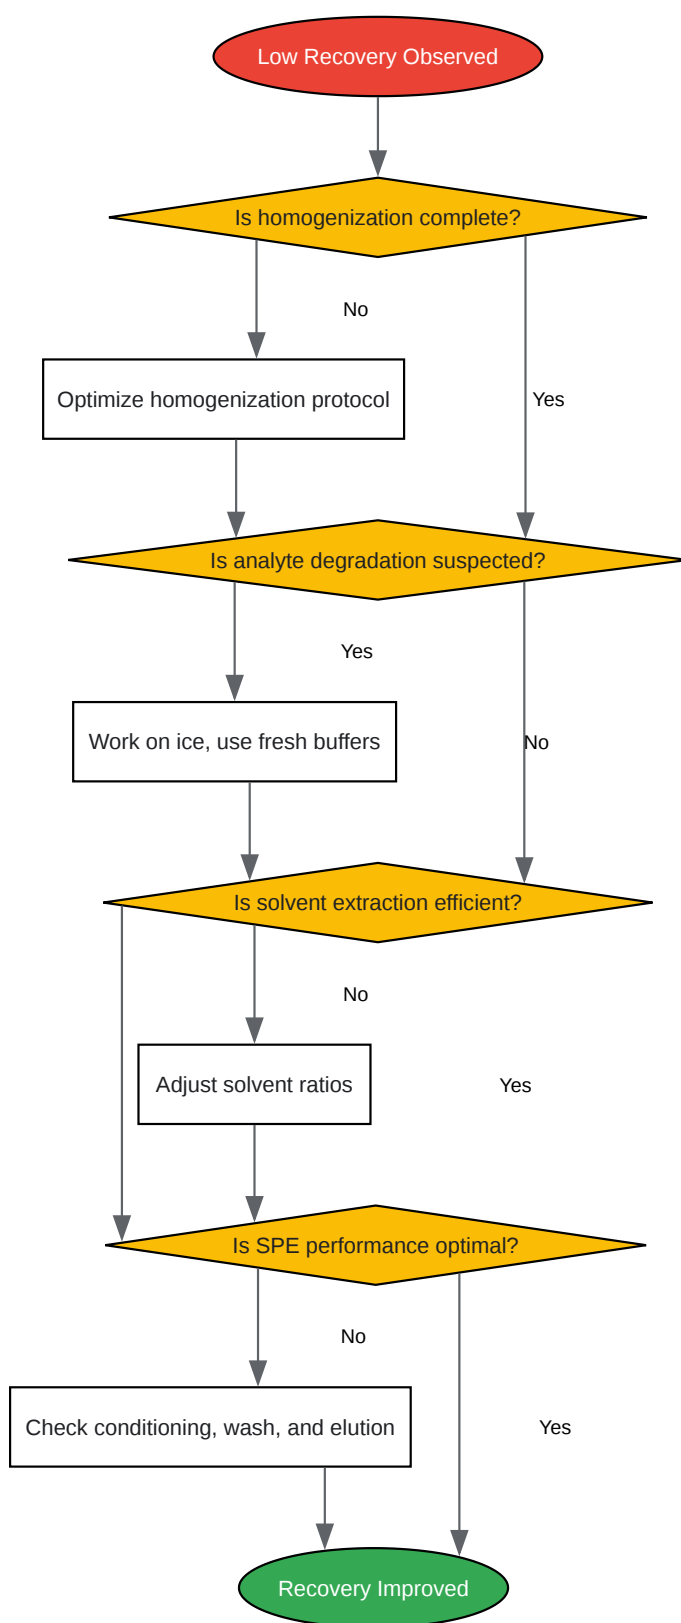 Low Recovery Observed
Is homogenization complete?
No
Optimize homogenization protocol
Yes
Is analyte degradation suspected?
Yes
Work on ice, use fresh buffers
No
Is solvent extraction efficient?
No
Adjust solvent ratios
Yes
Is SPE performance optimal?
No
Check conditioning, wash, and elution
Yes
Recovery Improved